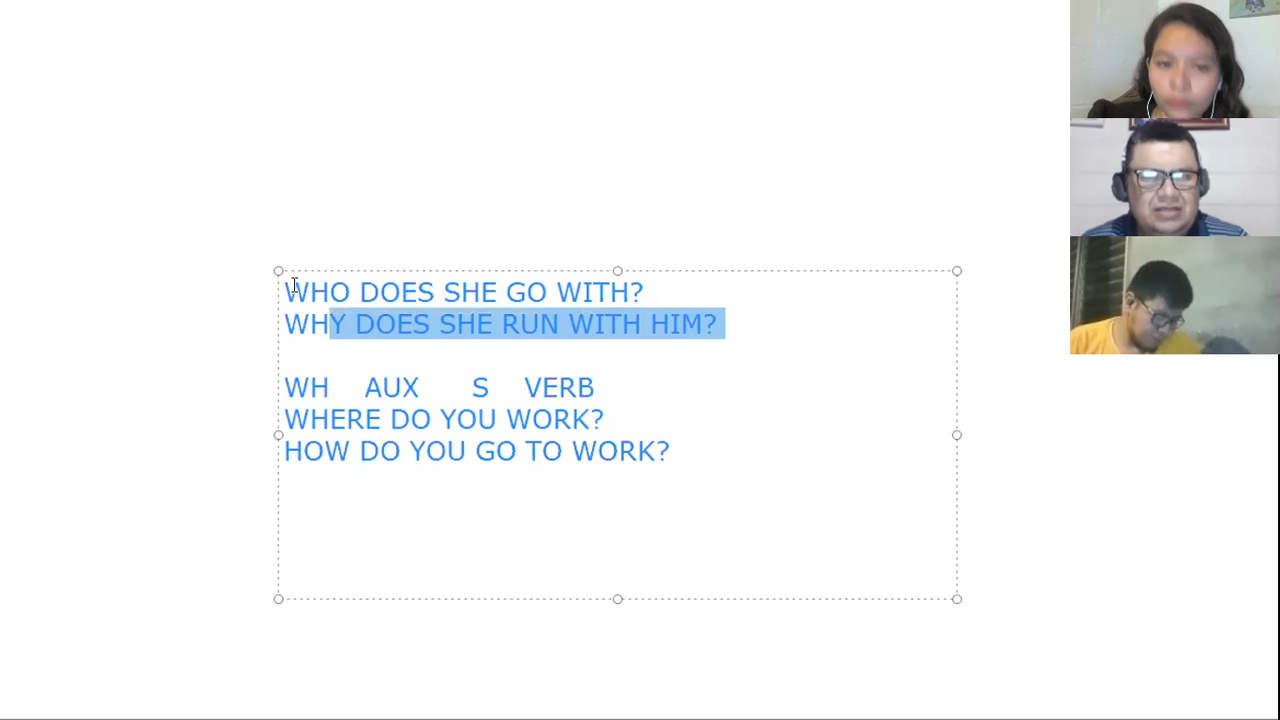 WHO DOES SHE GO WITH?
WHY DOES SHE RUN WITH HIM?
WH AUX S VERB
WHERE DO YOU WORK?
HOW DO YOU GO TO WORK?